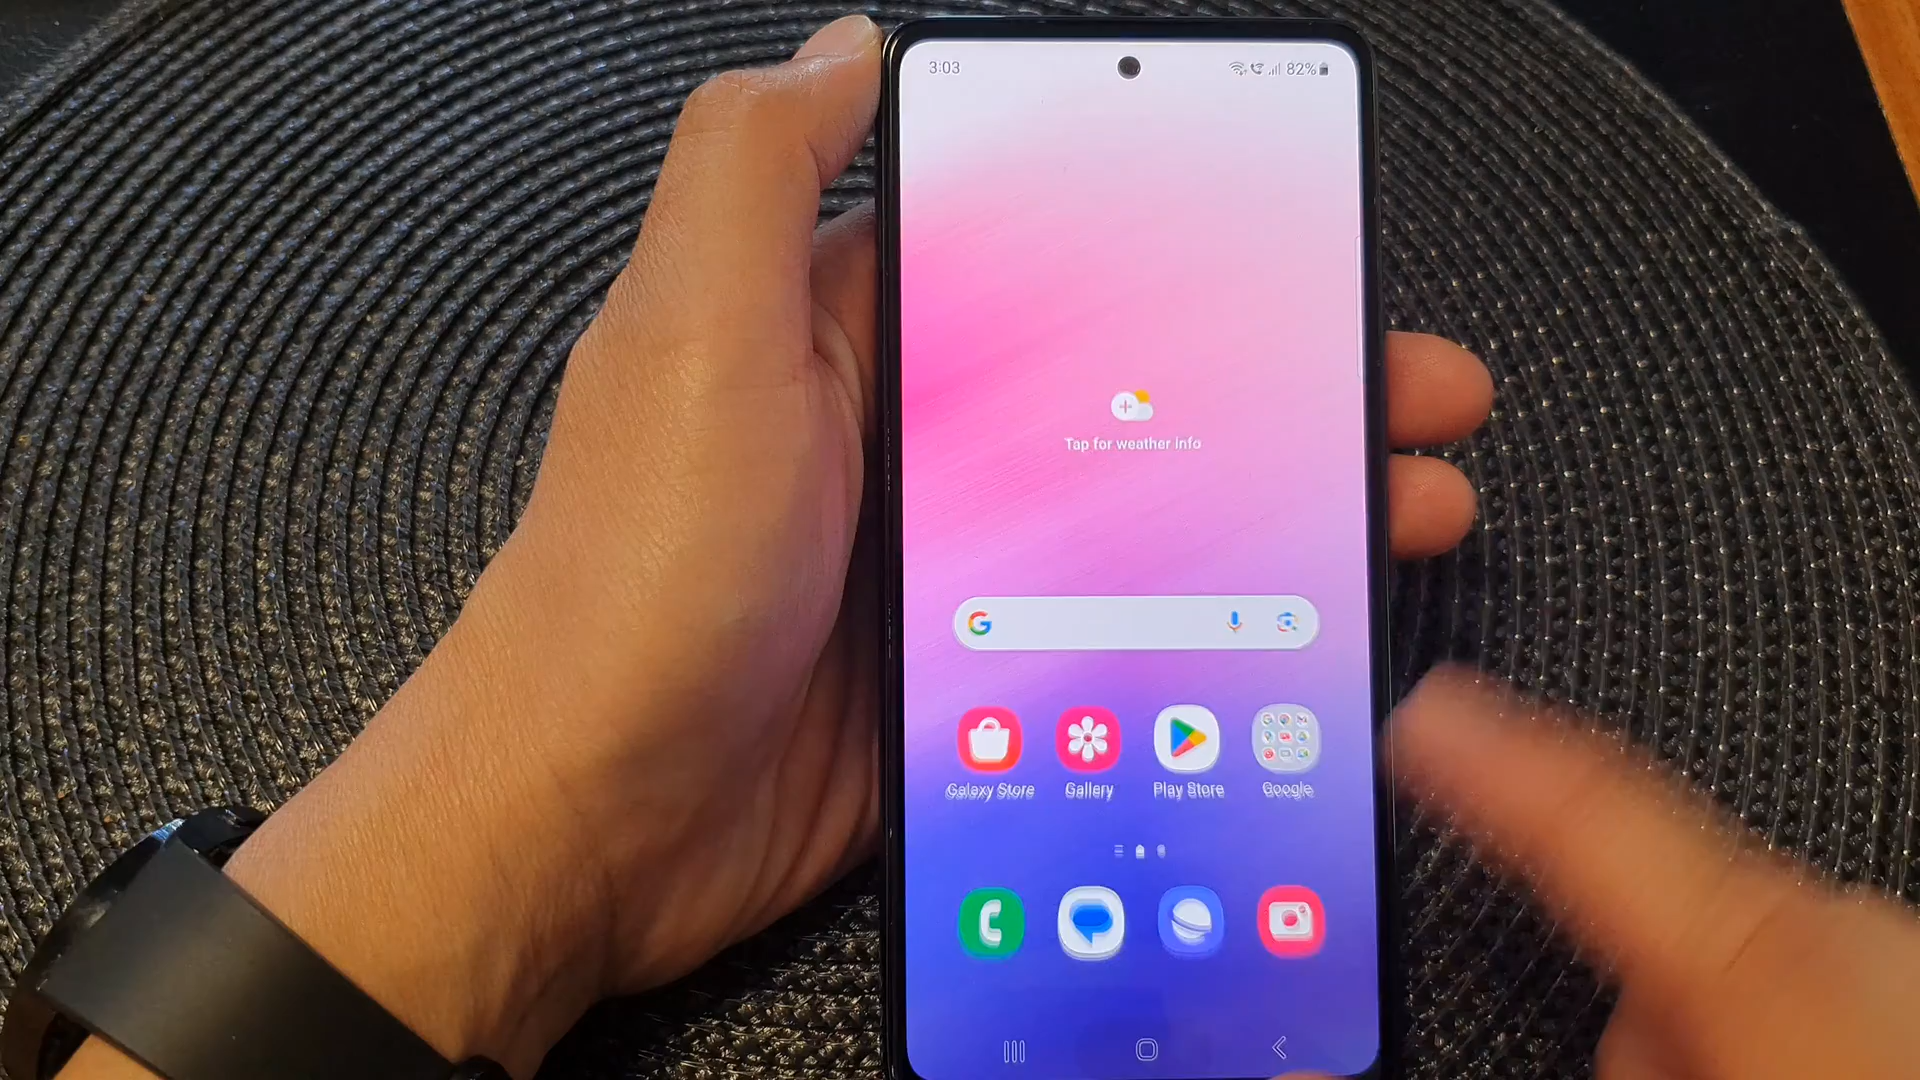 3:03
82%
Tap for weather info
G
Galaxy Store
Gallery
Play Store
Google